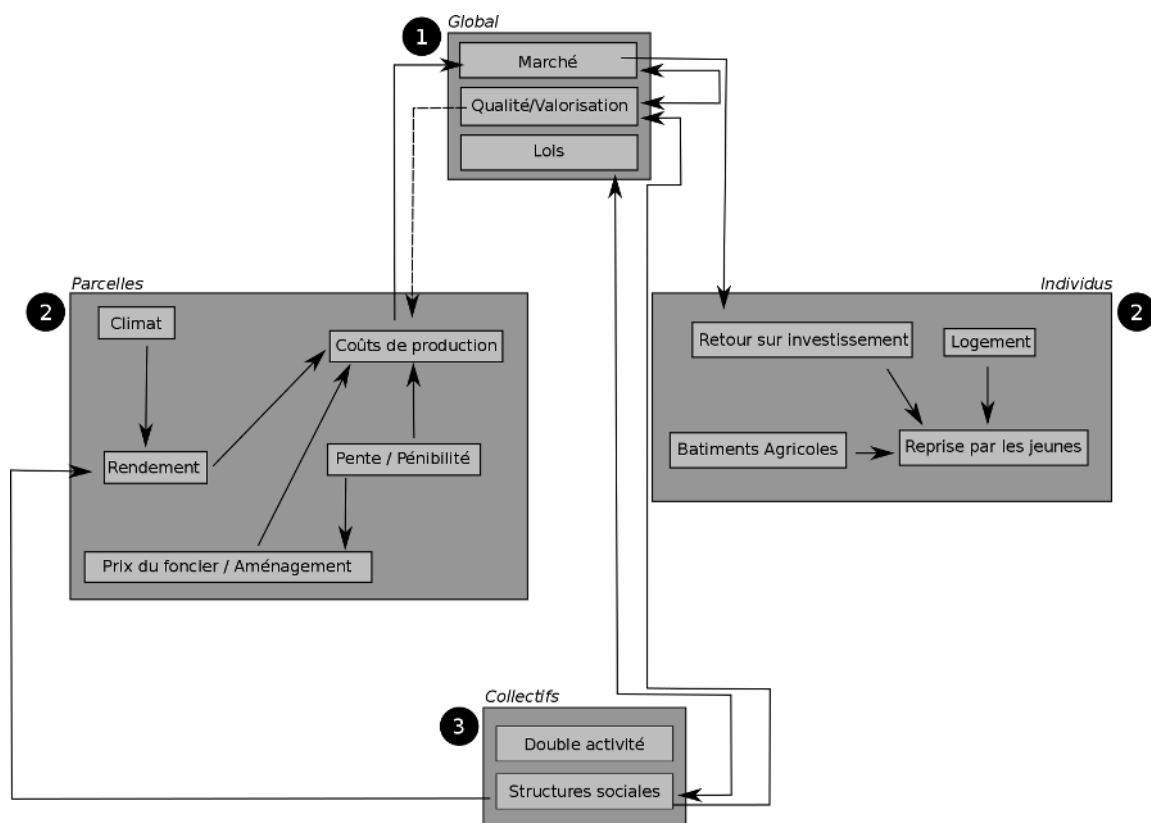 Global
1
Marché
Qualité/Valorisation
Lols
Parcelles
2
Climat
Coûts de production
Rendement
Pente / Pénibilité
Prix du foncier / Aménagement
Individus
2
Retour sur investissement
Logement
Batiments Agricoles
Reprise par les jeunes
Collectifs
3
Double activité
Structures sociales